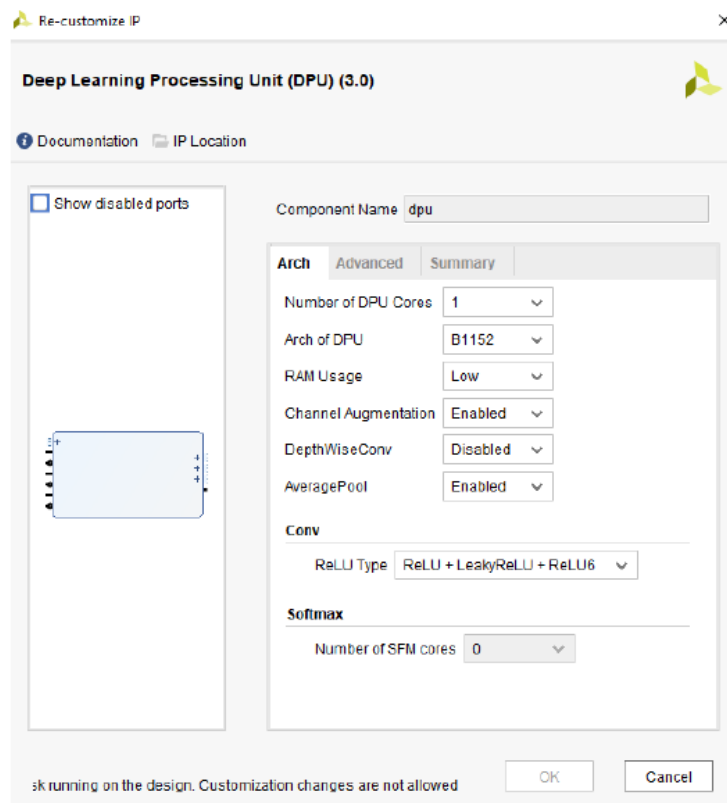 Re-customize IP
Deep Learning Processing Unit (DPU) (3.0)
Documentation IP Location
Show disabled ports
Component Name dpu
Arch Advanced Summary
Number of DPU Cores 1
Arch of DPU B1152
RAM Usage Low
Channel Augmentation Enabled
DepthWiseConv Disabled
AveragePool Enabled
Conv
ReLU Type ReLU + LeakyReLU + ReLU6
Softmax
Number of SFM cores 0
sk running on the design. Customization changes are not allowed
OK Cancel